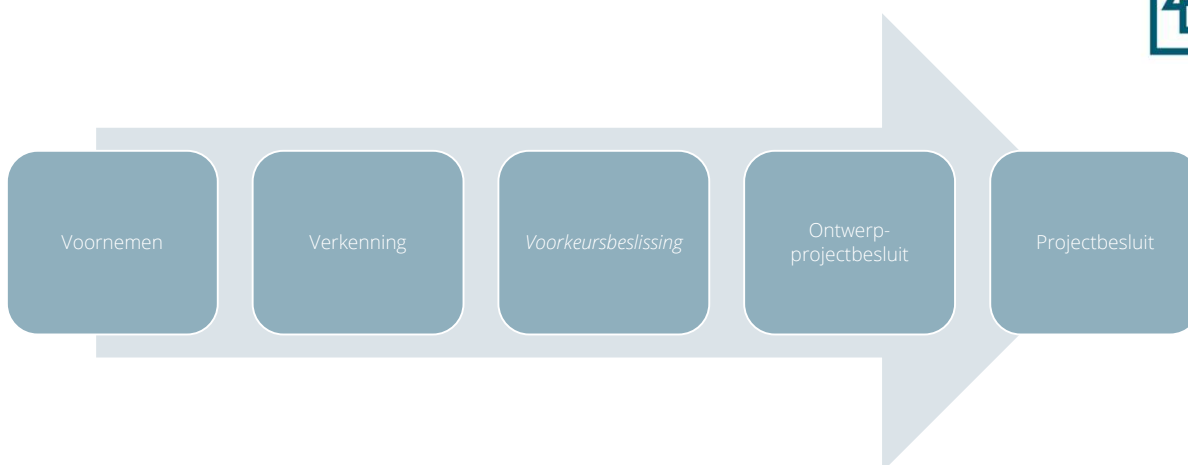 Voornemen
Verkenning
Voorkeursbeslissing
Ontwerp-
projectbesluit
Projectbesluit